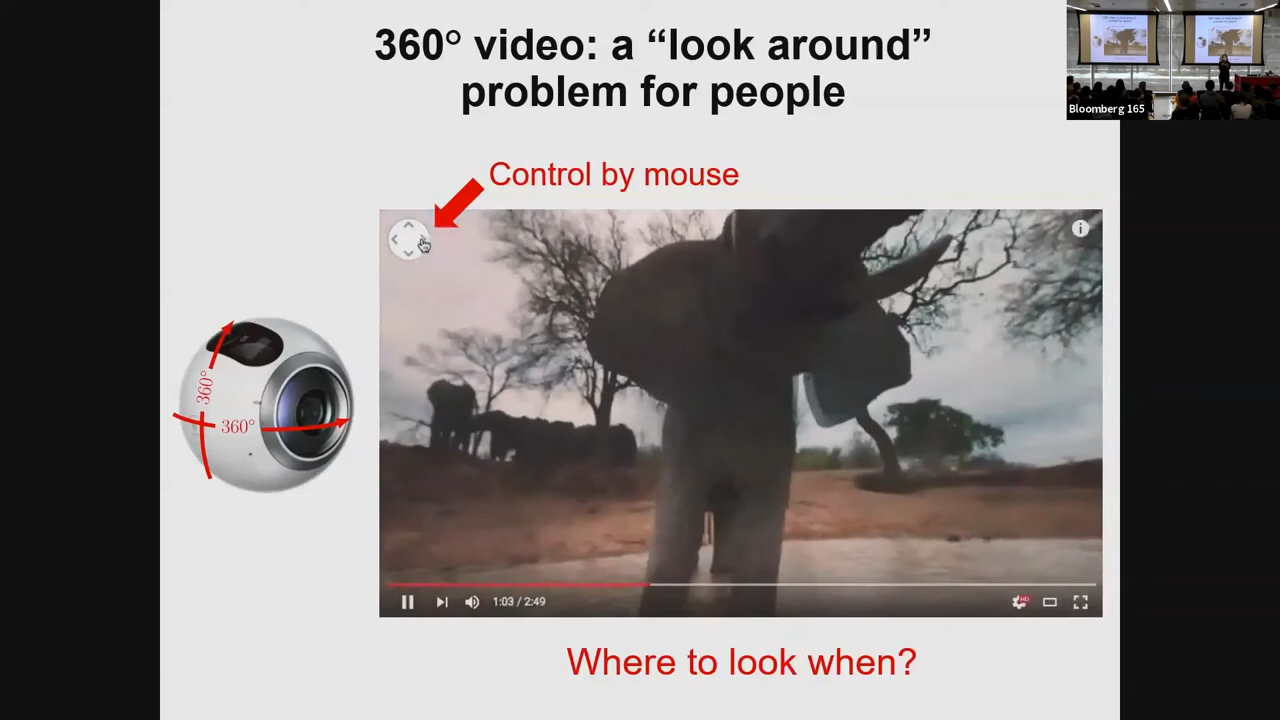 360° video: a “look around”
problem for people
Bloomberg 165
Control by mouse
i
360°
360°
1:03 / 2:49
HD
Where to look when?